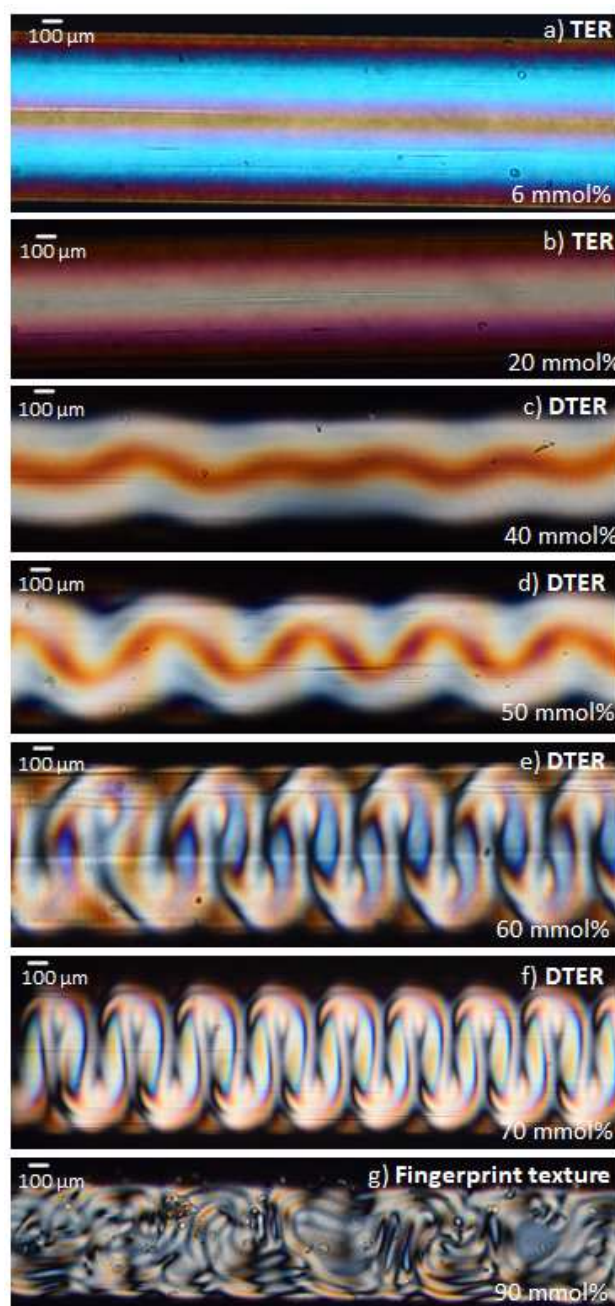 100 µm
a) TER
6 mmol%
100 µm
b) TER
20 mmol%
100 µm
c) DTER
40 mmol%
100 µm
d) DTER
50 mmol%
100 µm
e) DTER
60 mmol%
100 µm
f) DTER
70 mmol%
100 µm
g) Fingerprint texture
90 mmol%